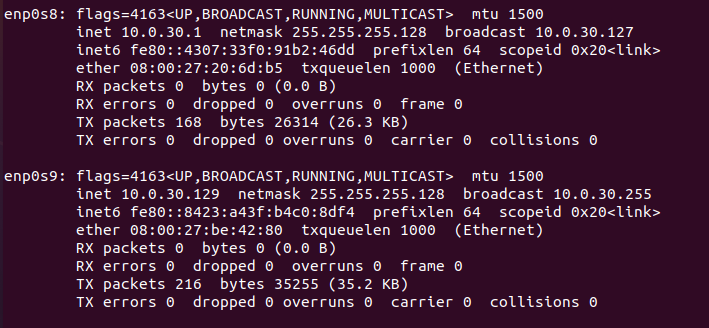 enp0s8: flags=4163<UP,BROADCAST,RUNNING,MULTICAST>  mtu 1500
        inet 10.0.30.1  netmask 255.255.255.128  broadcast 10.0.30.127
        inet6 fe80::4307:33f0:91b2:46dd  prefixlen 64  scopeid 0x20<link>
        ether 08:00:27:20:6d:b5  txqueuelen 1000  (Ethernet)
        RX packets 0  bytes 0 (0.0 B)
        RX errors 0  dropped 0  overruns 0  frame 0
        TX packets 168  bytes 26314 (26.3 KB)
        TX errors 0  dropped 0 overruns 0  carrier 0  collisions 0

enp0s9: flags=4163<UP,BROADCAST,RUNNING,MULTICAST>  mtu 1500
        inet 10.0.30.129  netmask 255.255.255.128  broadcast 10.0.30.255
        inet6 fe80::8423:a43f:b4c0:8df4  prefixlen 64  scopeid 0x20<link>
        ether 08:00:27:be:42:80  txqueuelen 1000  (Ethernet)
        RX packets 0  bytes 0 (0.0 B)
        RX errors 0  dropped 0  overruns 0  frame 0
        TX packets 216  bytes 35255 (35.2 KB)
        TX errors 0  dropped 0 overruns 0  carrier 0  collisions 0